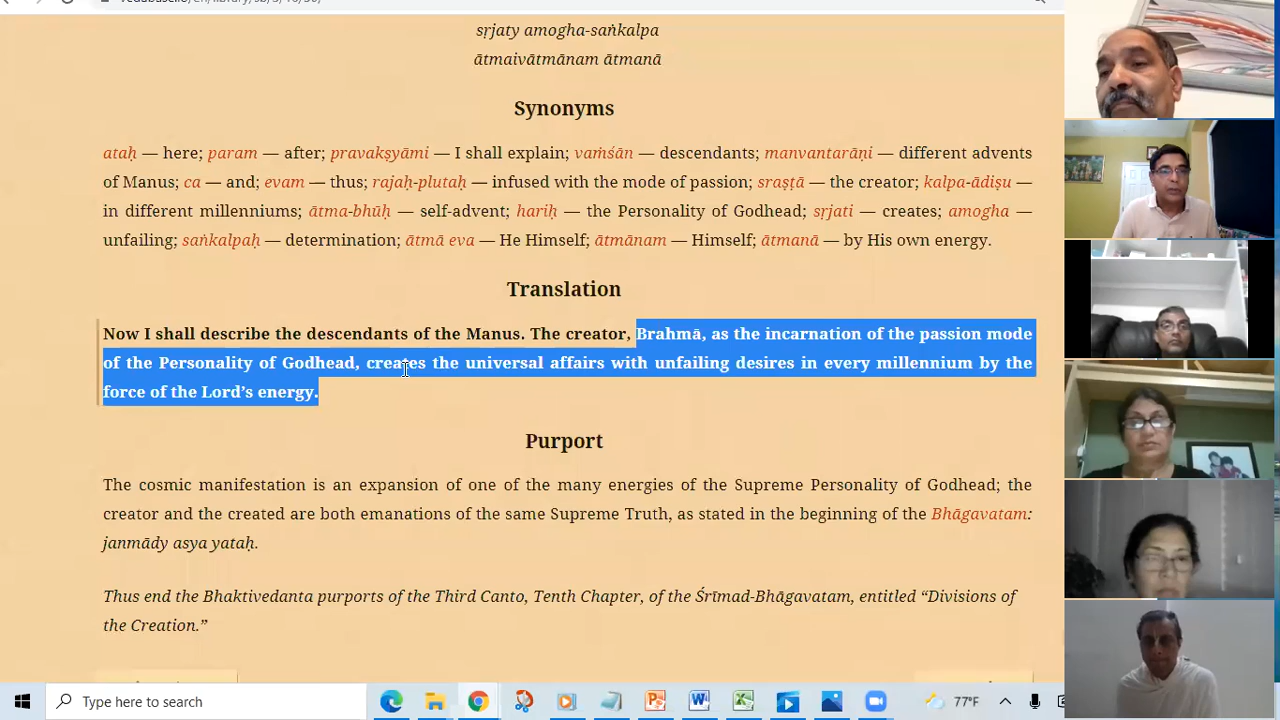 sṛjaty amogha-saṅkalpa
ātmaivātmānam ātmanā
Synonyms
ataḥ — here; param — after; pravakṣyāmi — I shall explain; vaṁśān — descendants; manvantarāṇi — different advents
of Manus; ca — and; evam — thus; rajaḥ-plutaḥ — infused with the mode of passion; sraṣṭā — the creator; kalpa-ādiṣu —
in different millenniums; ātma-bhūḥ — self-advent; hariḥ — the Personality of Godhead; sṛjati — creates; amogha —
unfailing; saṅkalpaḥ — determination; ātmā eva — He Himself; ātmānam — Himself; ātmanā — by His own energy.
Translation
Now I shall describe the descendants of the Manus. The creator, Brahmā, as the incarnation of the passion mode
of the Personality of Godhead, creates the universal affairs with unfailing desires in every millennium by the
force of the Lord’s energy.
Purport
The cosmic manifestation is an expansion of one of the many energies of the Supreme Personality of Godhead; the
creator and the created are both emanations of the same Supreme Truth, as stated in the beginning of the Bhāgavatam:
janmādy asya yataḥ.
Thus end the Bhaktivedanta purports of the Third Canto, Tenth Chapter, of the Śrīmad-Bhāgavatam, entitled “Divisions of
the Creation.”
Type here to search
77°F